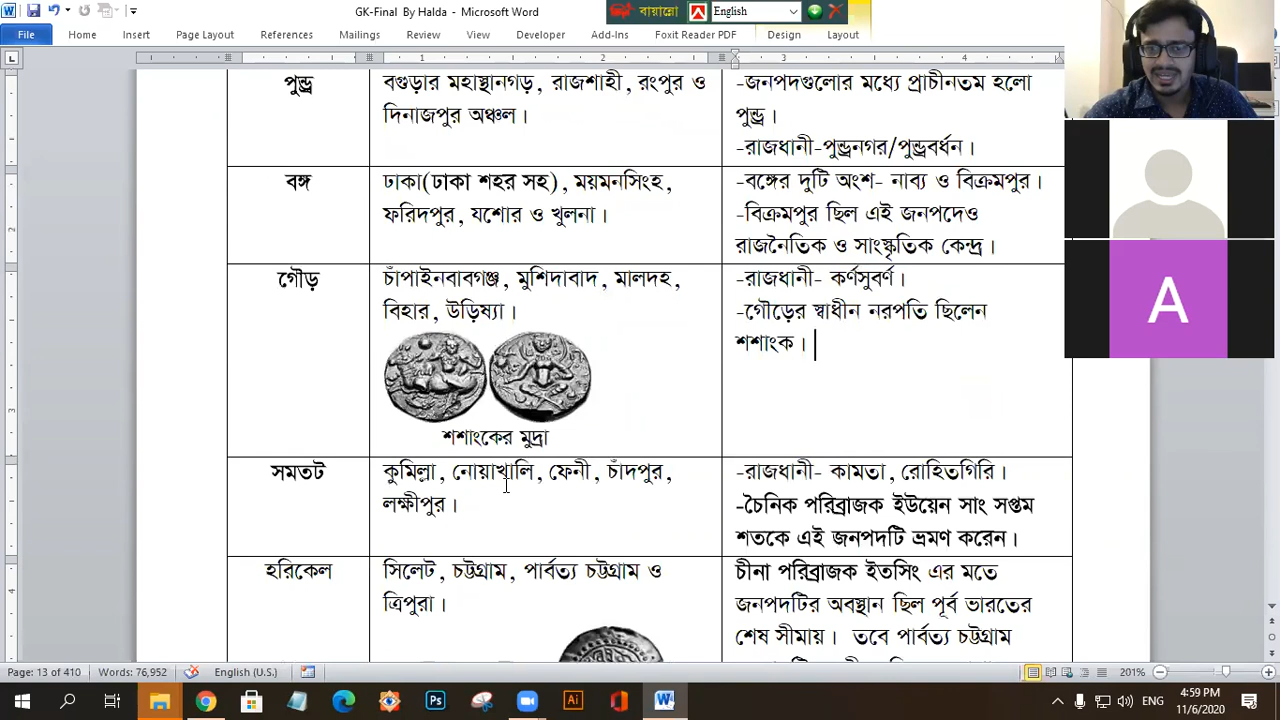 GK-Final By Halda - Microsoft Word
বায়ান্নো English
File Home Insert Page Layout References Mailings Review View Developer Add-Ins Foxit Reader PDF Design Layout
1 2 3 4
পুন্ড্র
বগুড়ার মহাস্থানগড়, রাজশাহী, রংপুর ও
দিনাজপুর অঞ্চল।
-জনপদগুলোর মধ্যে প্রাচীনতম হলো
পুন্ড্র।
-রাজধানী-পুন্ড্রনগর/পুন্ড্রবর্ধন।
বঙ্গ
ঢাকা(ঢাকা শহর সহ), ময়মনসিংহ,
ফরিদপুর, যশোর ও খুলনা।
-বঙ্গের দুটি অংশ- নাব্য ও বিক্রমপুর।
-বিক্রমপুর ছিল এই জনপদেও
রাজনৈতিক ও সাংস্কৃতিক কেন্দ্র।
গৌড়
চাঁপাইনবাবগঞ্জ, মুশিদাবাদ, মালদহ,
বিহার, উড়িষ্যা।
শশাংকের মুদ্রা
-রাজধানী- কর্ণসুবর্ণ।
-গৌড়ের স্বাধীন নরপতি ছিলেন
শশাংক।
সমতট
কুমিল্লা, নোয়াখালি, ফেনী, চাঁদপুর,
লক্ষীপুর।
-রাজধানী- কামতা, রোহিতগিরি।
-চৈনিক পরিব্রাজক ইউয়েন সাং সপ্তম
শতকে এই জনপদটি ভ্রমণ করেন।
হরিকেল
সিলেট, চট্টগ্রাম, পার্বত্য চট্টগ্রাম ও
ত্রিপুরা।
চীনা পরিব্রাজক ইতসিং এর মতে
জনপদটির অবস্থান ছিল পূর্ব ভারতের
শেষ সীমায়। তবে পার্বত্য চট্টগ্রাম
A
Page: 13 of 410 Words: 76,952 English (U.S.) 201%
ENG 4:59 PM
11/6/2020